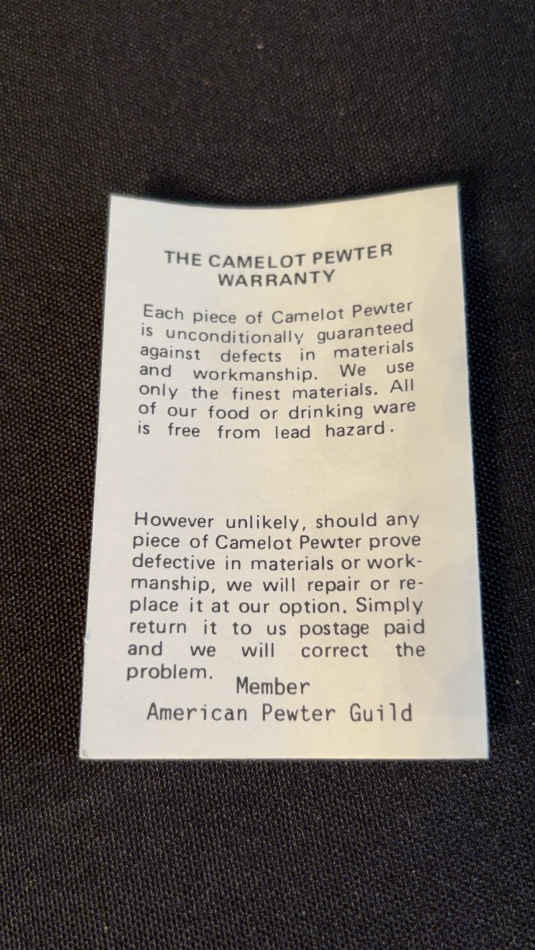 THE CAMELOT PEWTER
WARRANTY
Each piece of Camelot Pewter
is unconditionally guaranteed
against defects in materials
and workmanship. We use
only the finest materials. All
of our food or drinking ware
is free from lead hazard.
However unlikely, should any
piece of Camelot Pewter prove
defective in materials or work-
manship, we will repair or re-
place it at our option. Simply
return it to us postage paid
and we will correct the
problem.
Member
American Pewter Guild